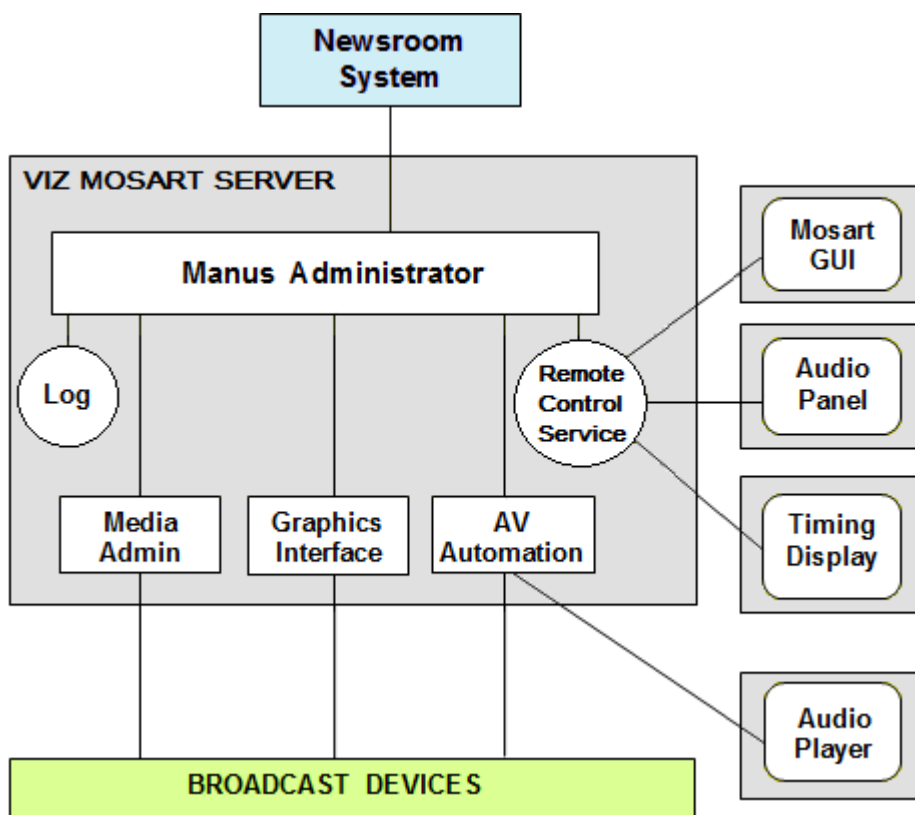 Newsroom
System
VIZ MOSART SERVER
Manus Administrator
Log
Remote
Control
Service
Media
Admin
Graphics
Interface
AV
Automation
Mosart
GUI
Audio
Panel
Timing
Display
Audio
Player
BROADCAST DEVICES